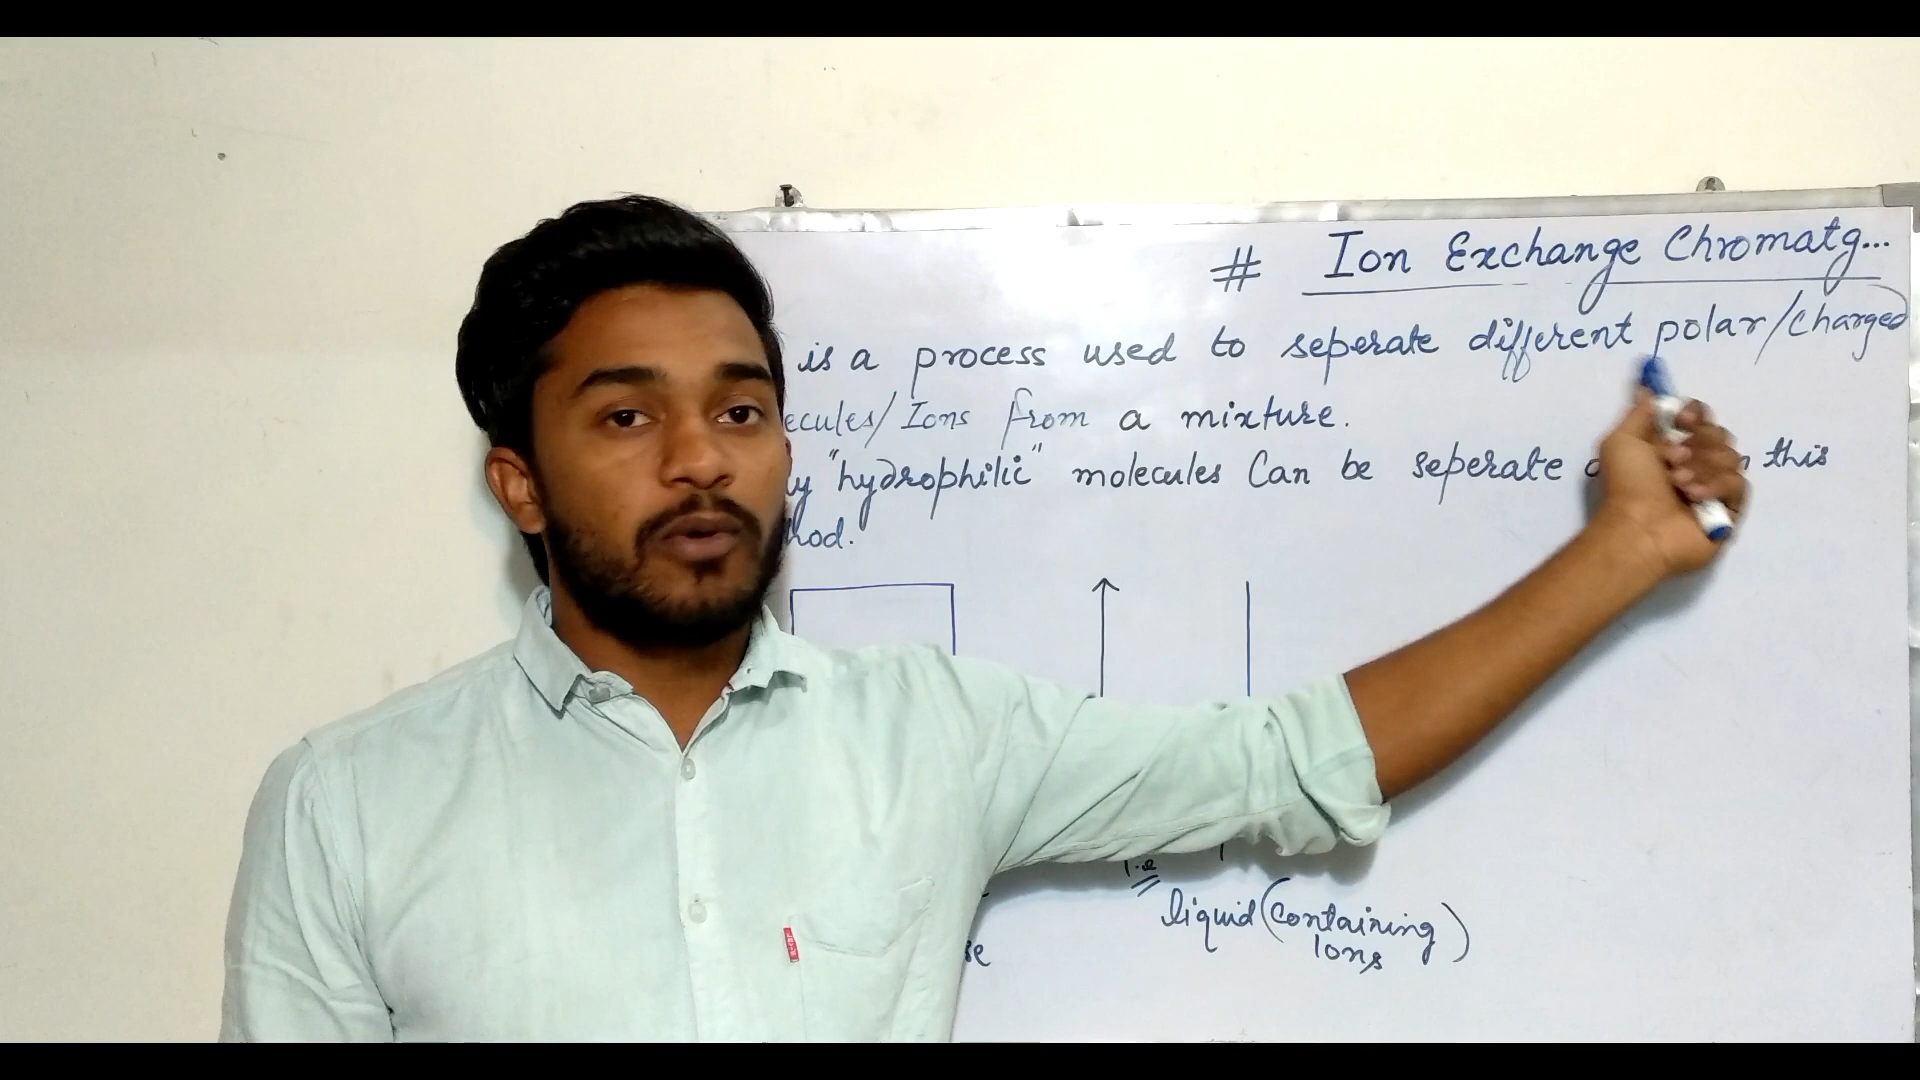 # Ion Exchange Chromatg...
is a process used to seperate different polar/charged
ecules/Ions from a mixture.
"hydrophilic" molecules Can be seperate this
hod.
i.e
liquid (Containing
Ions)
se